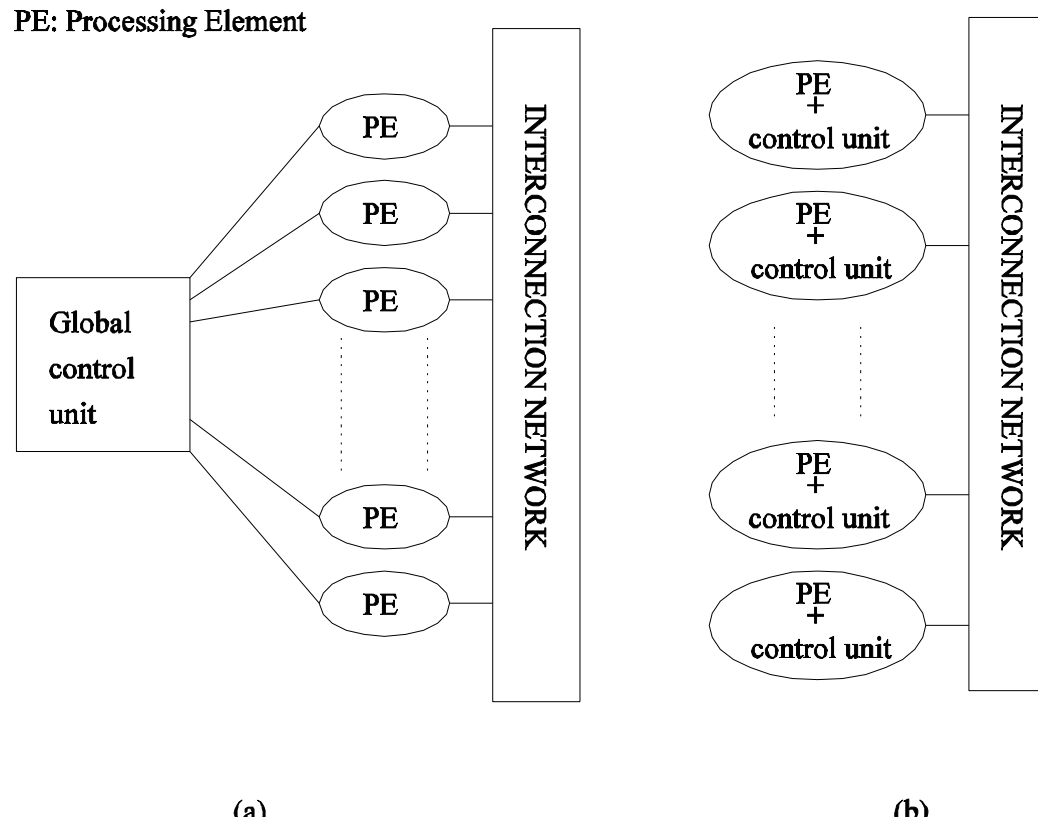 PE: Processing Element
PE
PE
PE
PE
PE
Global
control
unit
INTERCONNECTION NETWORK
PE
+
control unit
PE
+
control unit
PE
+
control unit
PE
+
control unit
INTERCONNECTION NETWORK
(a)
(b)